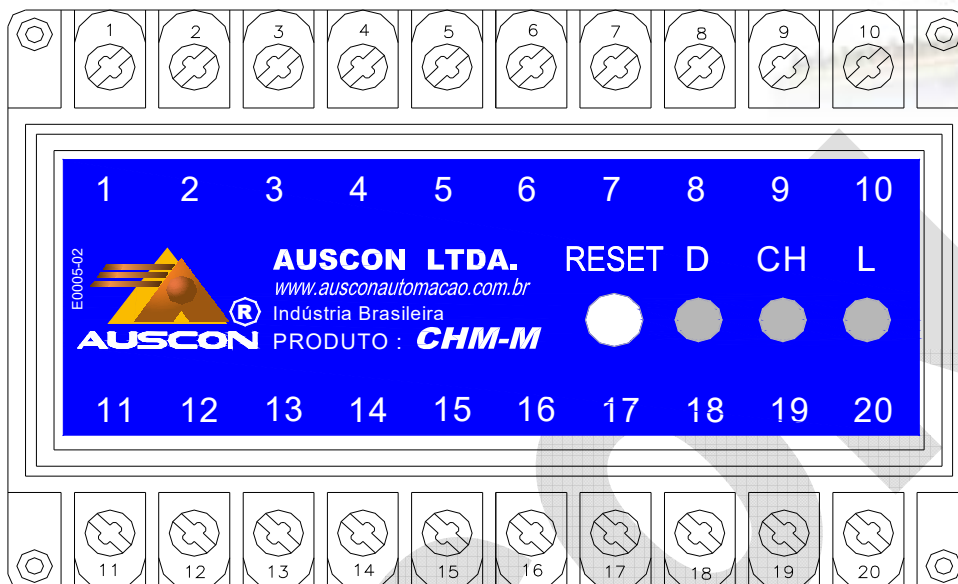 1 2 3 4 5 6 7 8 9 10
1 2 3 4 5 6 7 8 9 10
E0005-02
AUSCON ®
AUSCON LTDA.
www.ausconautomacao.com.br
Indústria Brasileira
PRODUTO : CHM-M
RESET D CH L
11 12 13 14 15 16 17 18 19 20
11 12 13 14 15 16 17 18 19 20